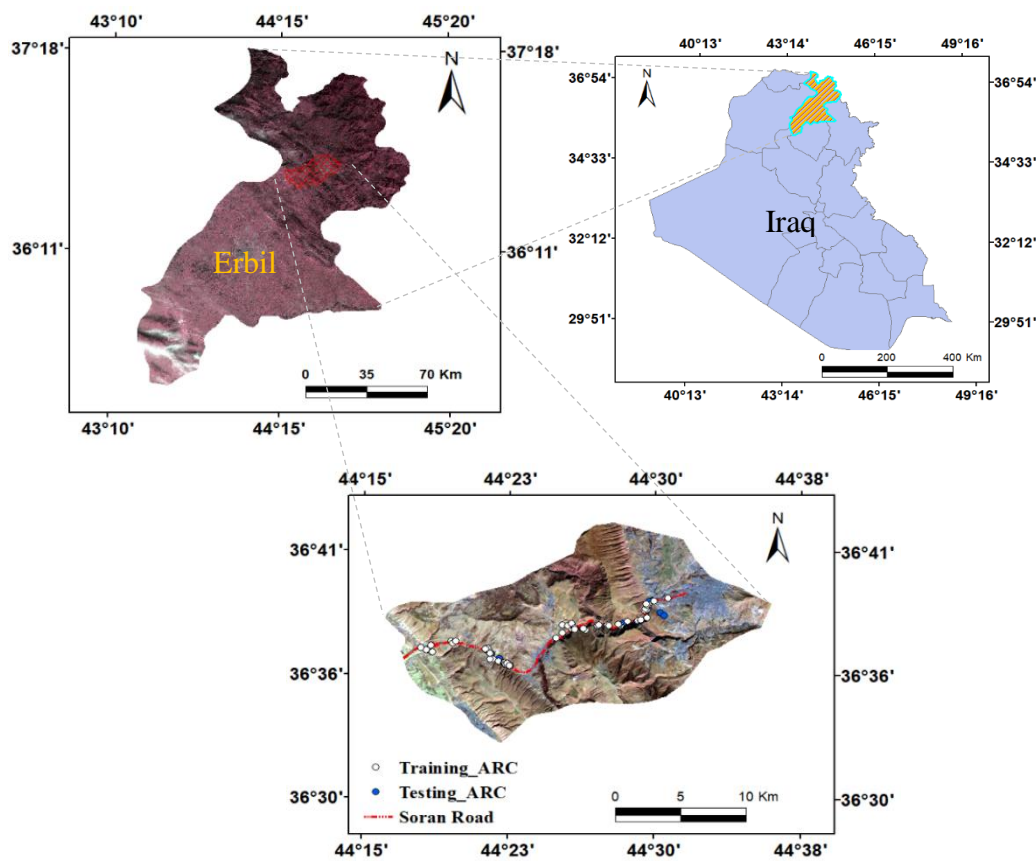 43°10' 44°15' 45°20'
37°18' 37°18'
N
36°11' 36°11'
Erbil
0 35 70 Km
43°10' 44°15' 45°20'
40°13' 43°14' 46°15' 49°16'
36°54' 36°54'
N
34°33' 34°33'
Iraq
32°12' 32°12'
29°51' 29°51'
0 200 400 Km
40°13' 43°14' 46°15' 49°16'
44°15' 44°23' 44°30' 44°38'
36°41' 36°41'
N
36°36' 36°36'
Training_ARC
Testing_ARC
Soran Road
36°30' 36°30'
0 5 10 Km
44°15' 44°23' 44°30' 44°38'